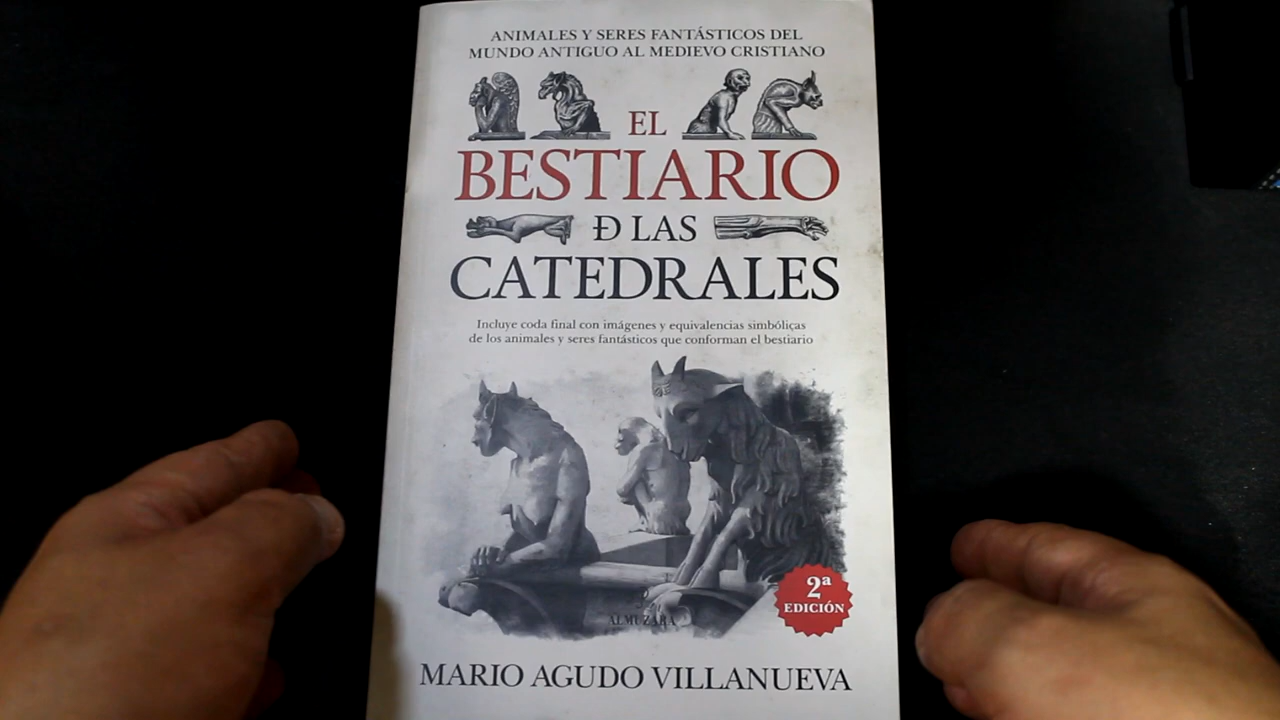 ANIMALES Y SERES FANTÁSTICOS DEL
MUNDO ANTIGUO AL MEDIEVO CRISTIANO
EL
BESTIARIO
Ð LAS
CATEDRALES
Incluye coda final con imágenes y equivalencias simbólicas
de los animales y seres fantásticos que conforman el bestiario
2ª
EDICIÓN
ALMUZARA
MARIO AGUDO VILLANUEVA